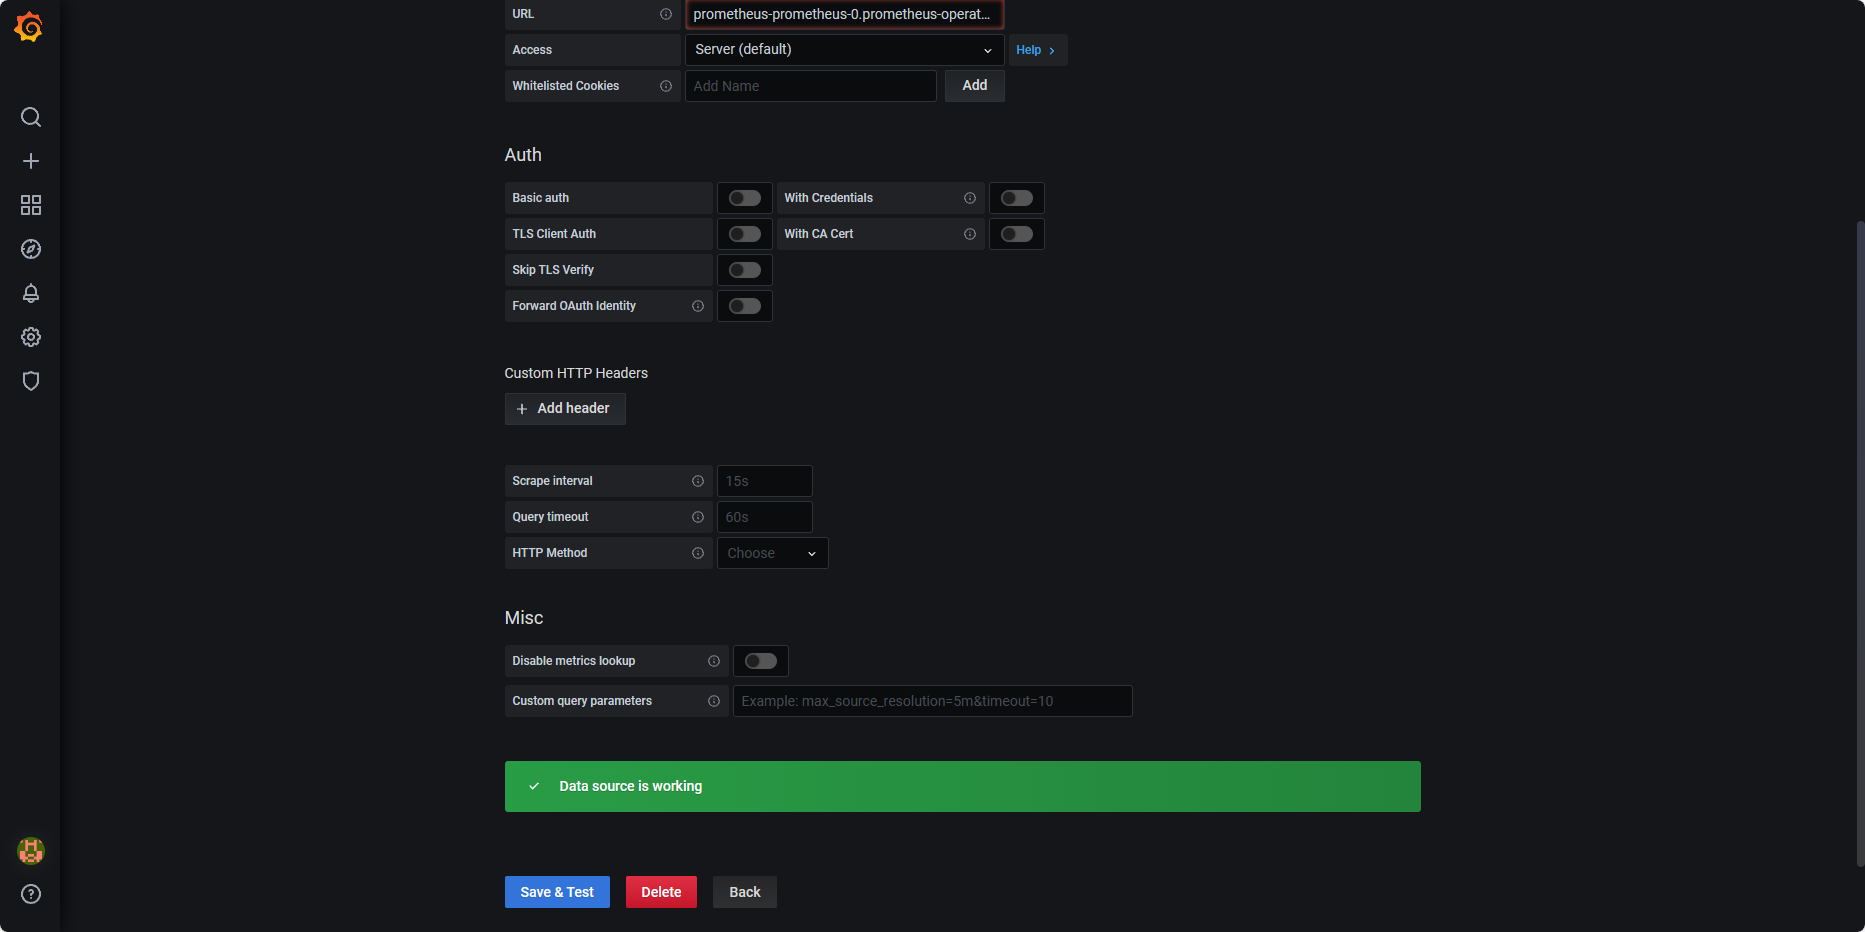 URL
prometheus-prometheus-0.prometheus-operat...
Access
Server (default)
Help
Whitelisted Cookies
Add Name
Add
Auth
Basic auth
With Credentials
TLS Client Auth
With CA Cert
Skip TLS Verify
Forward OAuth Identity
Custom HTTP Headers
Add header
Scrape interval
15s
Query timeout
60s
HTTP Method
Choose
Misc
Disable metrics lookup
Custom query parameters
Example: max_source_resolution=5m&timeout=10
Data source is working
Save & Test
Delete
Back